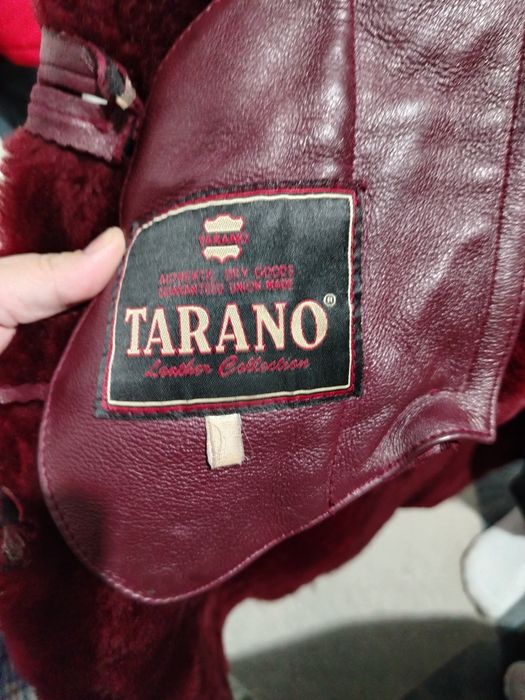 TARANO
AUTHENTIC DRY GOODS
GUARANTEED UNION MADE
TARANO®
Leather Collection